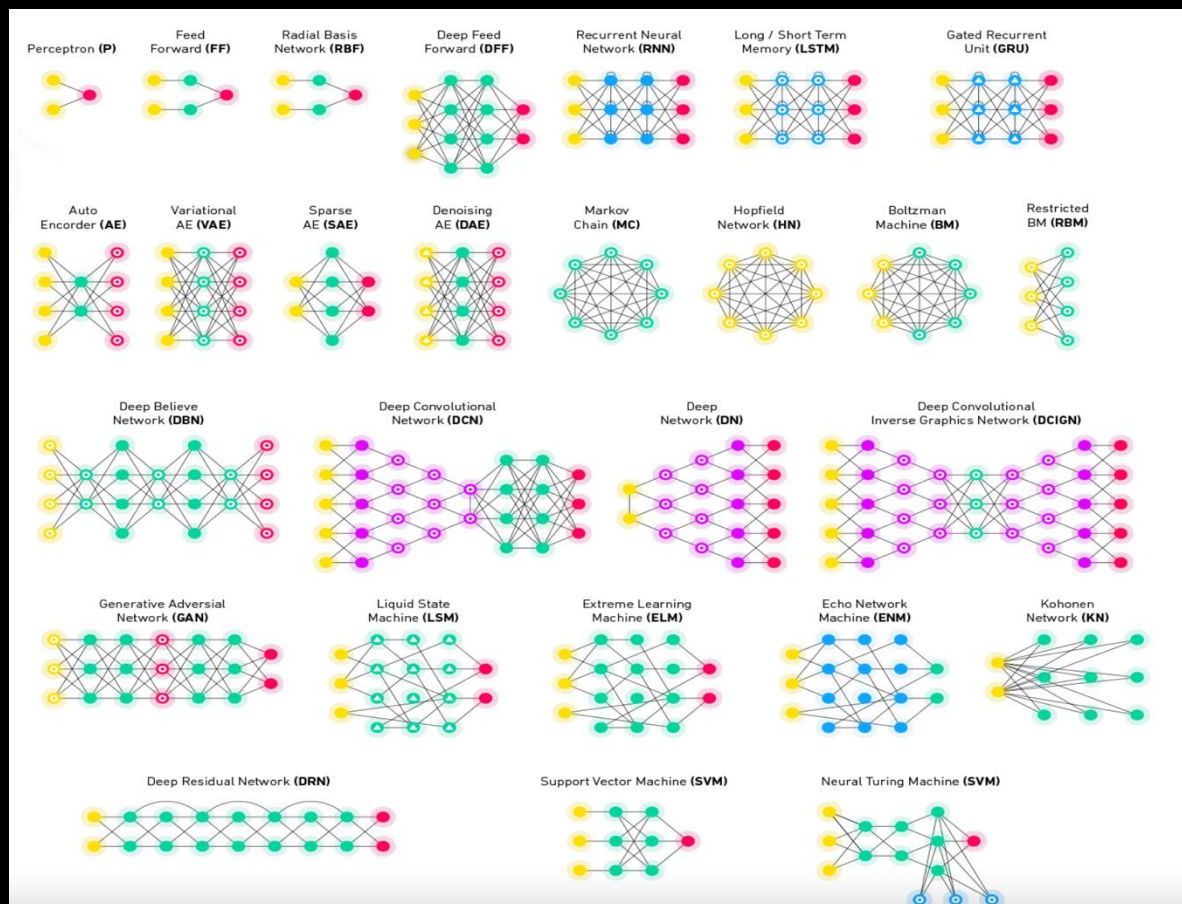 Perceptron (P)
Feed
Forward (FF)
Radial Basis
Network (RBF)
Deep Feed
Forward (DFF)
Recurrent Neural
Network (RNN)
Long / Short Term
Memory (LSTM)
Gated Recurrent
Unit (GRU)
Auto
Encorder (AE)
Variational
AE (VAE)
Sparse
AE (SAE)
Denoising
AE (DAE)
Markov
Chain (MC)
Hopfield
Network (HN)
Boltzman
Machine (BM)
Restricted
BM (RBM)
Deep Believe
Network (DBN)
Deep Convolutional
Network (DCN)
Deep
Network (DN)
Deep Convolutional
Inverse Graphics Network (DCIGN)
Generative Adversial
Network (GAN)
Liquid State
Machine (LSM)
Extreme Learning
Machine (ELM)
Echo Network
Machine (ENM)
Kohonen
Network (KN)
Deep Residual Network (DRN)
Support Vector Machine (SVM)
Neural Turing Machine (SVM)